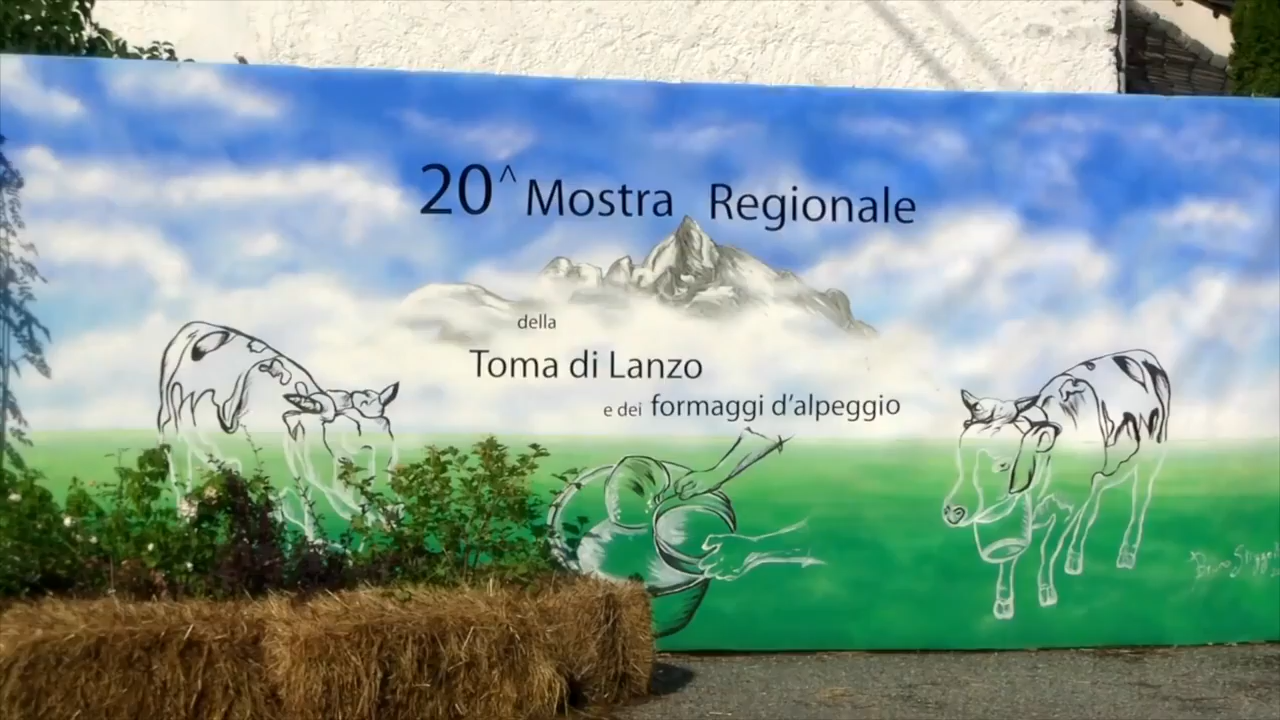 20^ Mostra Regionale
della
Toma di Lanzo
e dei formaggi d'alpeggio